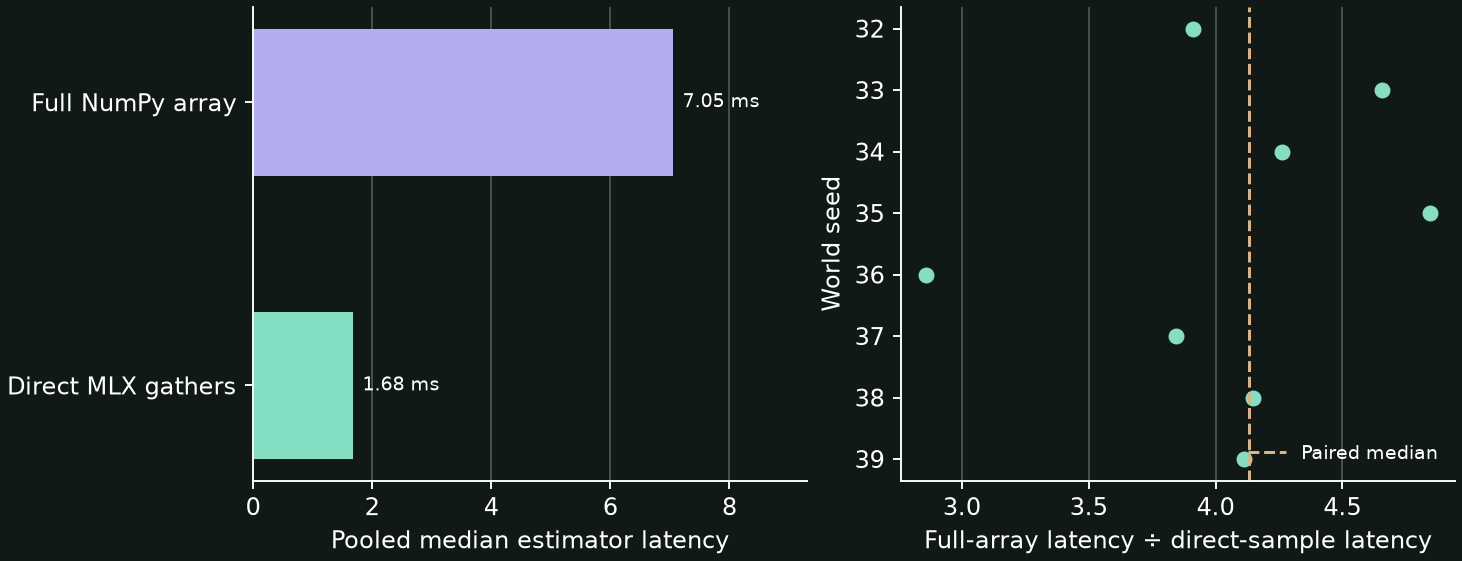 Full NumPy array
7.05 ms
Direct MLX gathers
1.68 ms
0 2 4 6 8
Pooled median estimator latency
World seed
32
33
34
35
36
37
38
39
Paired median
3.0 3.5 4.0 4.5
Full-array latency ÷ direct-sample latency